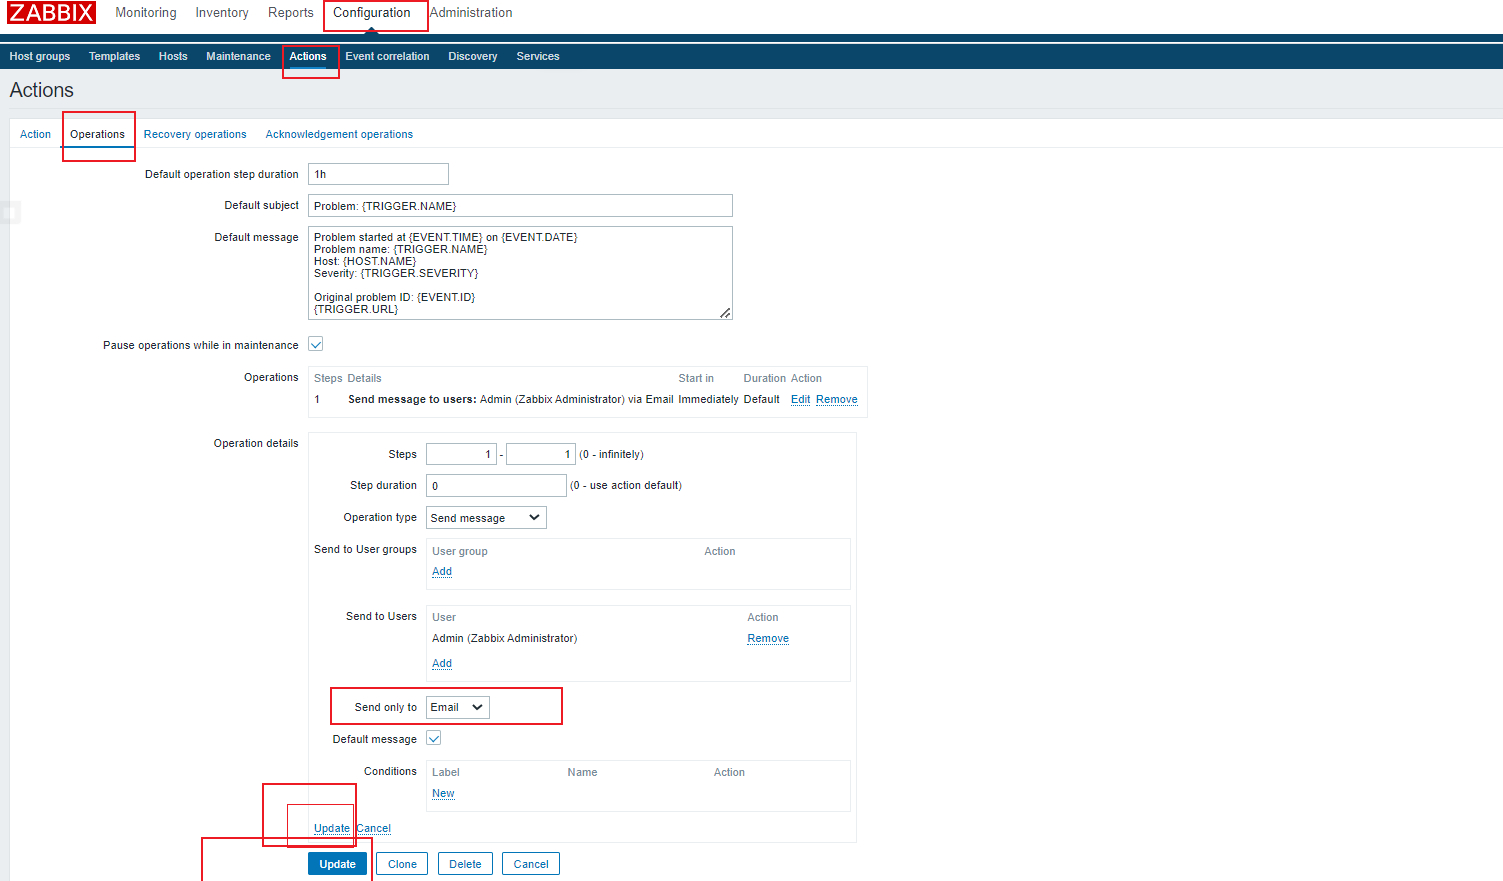 ZABBIX Monitoring Inventory Reports Configuration Administration
Host groups Templates Hosts Maintenance Actions Event correlation Discovery Services
Actions
Action Operations Recovery operations Acknowledgement operations
Default operation step duration 1h
Default subject Problem: {TRIGGER.NAME}
Default message Problem started at {EVENT.TIME} on {EVENT.DATE}
Problem name: {TRIGGER.NAME}
Host: {HOST.NAME}
Severity: {TRIGGER.SEVERITY}
Original problem ID: {EVENT.ID}
{TRIGGER.URL}
Pause operations while in maintenance
Operations Steps Details Start in Duration Action
1 Send message to users: Admin (Zabbix Administrator) via Email Immediately Default Edit Remove
Operation details
Steps 1 - 1 (0 - infinitely)
Step duration 0 (0 - use action default)
Operation type Send message
Send to User groups User group Action
Add
Send to Users User Action
Admin (Zabbix Administrator) Remove
Add
Send only to Email
Default message
Conditions Label Name Action
New
Update Cancel
Update Clone Delete Cancel